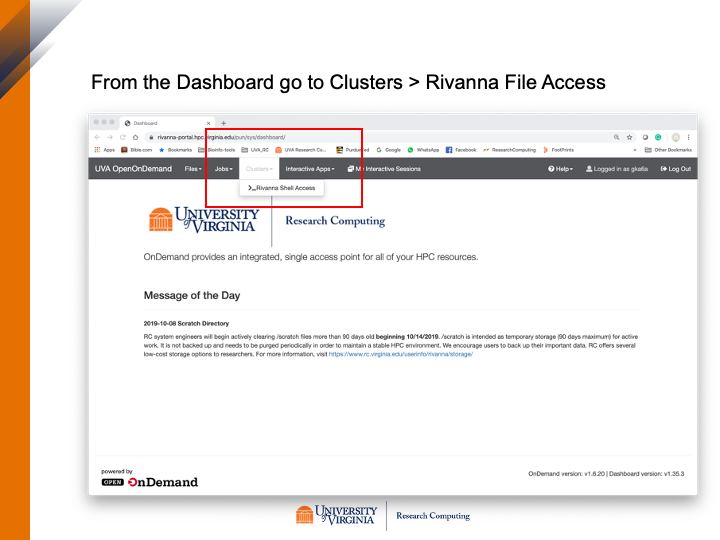 From the Dashboard go to Clusters > Rivanna File Access
Dashboard × +
rivanna-portal.hpc.virginia.edu/pun/sys/dashboard/
Apps Bible.com Bookmarks Bioinfo-tools UVA_RC UVA Research Co... Google WhatsApp Facebook ResearchComputing FootPrints » Other Bookmarks
UVA OpenOnDemand Files Jobs Clusters Interactive Apps My Interactive Sessions Help Logged in as gkalia Log Out
>_Rivanna Shell Access
UNIVERSITY of VIRGINIA Research Computing
OnDemand provides an integrated, single access point for all of your HPC resources.
Message of the Day
2019-10-08 Scratch Directory
RC system engineers will begin actively clearing /scratch files more than 90 days old beginning 10/14/2019. /scratch is intended as temporary storage (90 days maximum) for active
work. It is not backed up and needs to be purged periodically in order to maintain a stable HPC environment. We encourage users to back up their important data. RC offers several
low-cost storage options to researchers. For more information, visit https://www.rc.virginia.edu/userinfo/rivanna/storage/
powered by
OPEN OnDemand
OnDemand version: v1.6.20 | Dashboard version: v1.35.3
UNIVERSITY of VIRGINIA Research Computing